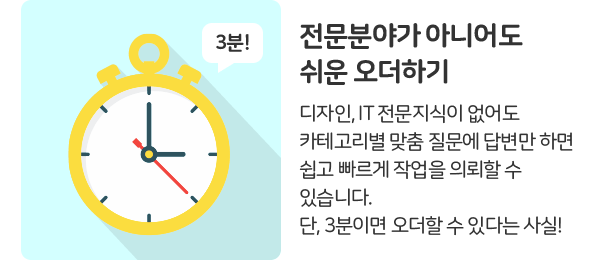 3분!
전문분야가 아니어도
쉬운 오더하기
디자인, IT 전문지식이 없어도
카테고리별 맞춤 질문에 답변만 하면
쉽고 빠르게 작업을 의뢰할 수
있습니다.
단, 3분이면 오더할 수 있다는 사실!